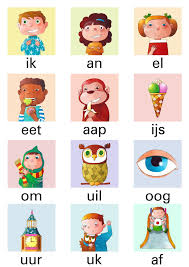 ik an el
eet aap ijs
om uil oog
uur uk af